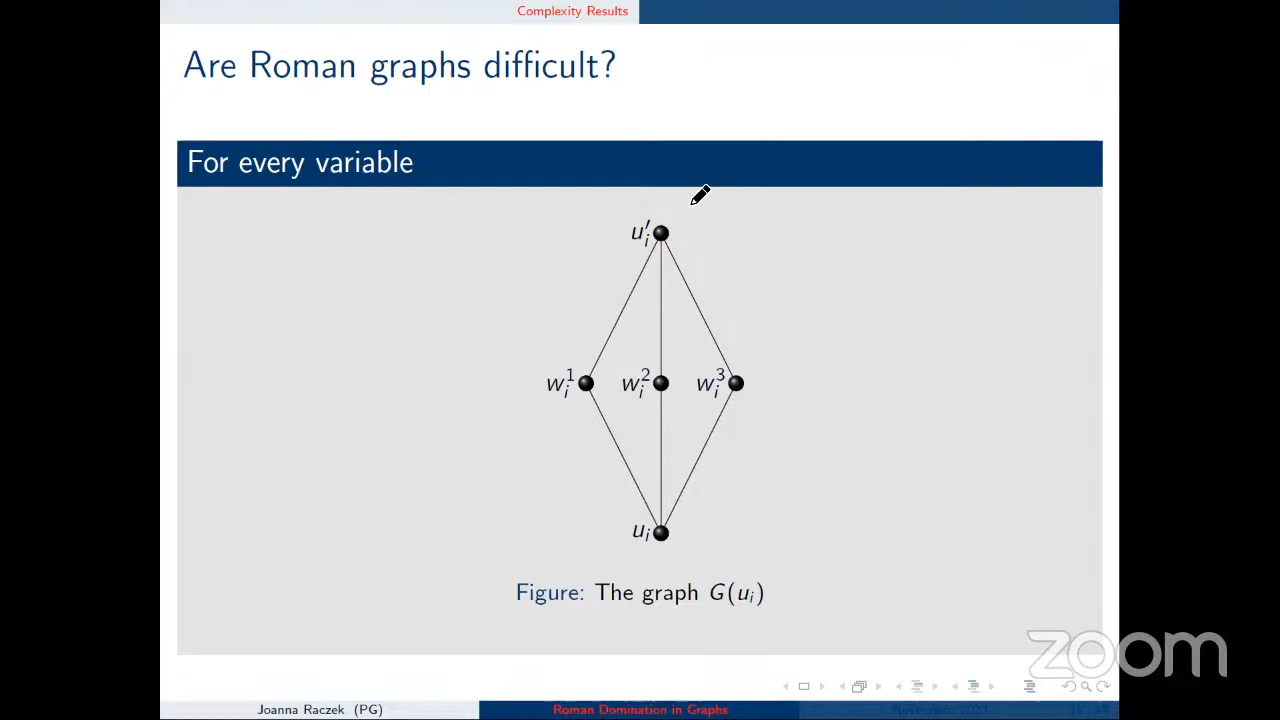 Complexity Results
Are Roman graphs difficult?
For every variable
u′ᵢ
w¹ᵢ w²ᵢ w³ᵢ
uᵢ
Figure: The graph G(uᵢ)
zoom
Joanna Raczek (PG) Roman Domination in Graphs